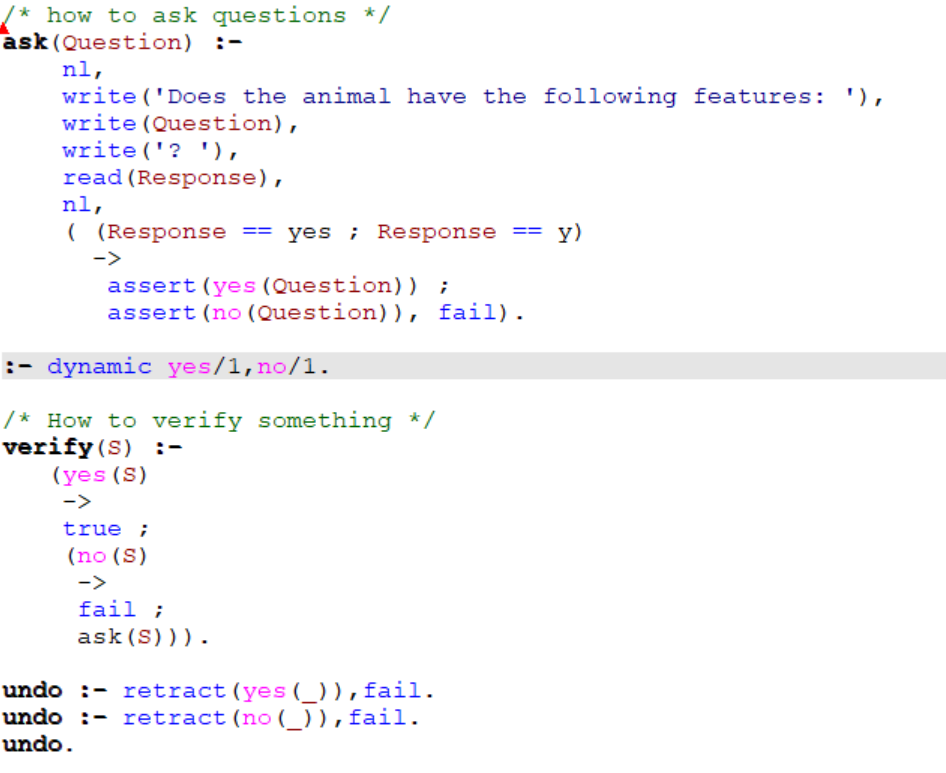 /* how to ask questions */
ask(Question) :-
    nl,
    write('Does the animal have the following features: '),
    write(Question),
    write('? '),
    read(Response),
    nl,
    ( (Response == yes ; Response == y)
      ->
       assert(yes(Question)) ;
       assert(no(Question)), fail).

:- dynamic yes/1,no/1.

/* How to verify something */
verify(S) :-
   (yes(S)
    ->
    true ;
    (no(S)
     ->
     fail ;
     ask(S))).

undo :- retract(yes(_)),fail.
undo :- retract(no(_)),fail.
undo.